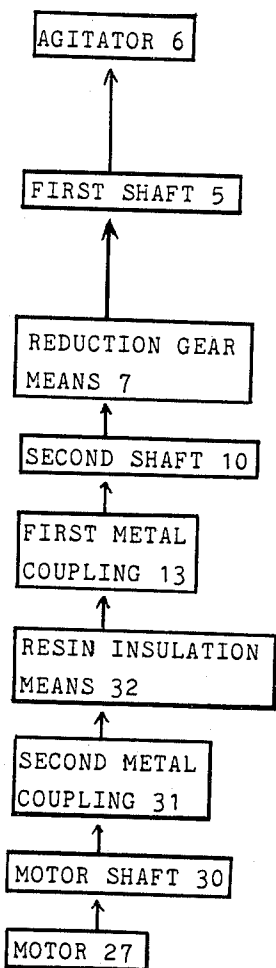 AGITATOR 6
FIRST SHAFT 5
REDUCTION GEAR
MEANS 7
SECOND SHAFT 10
FIRST METAL
COUPLING 13
RESIN INSULATION
MEANS 32
SECOND METAL
COUPLING 31
MOTOR SHAFT 30
MOTOR 27